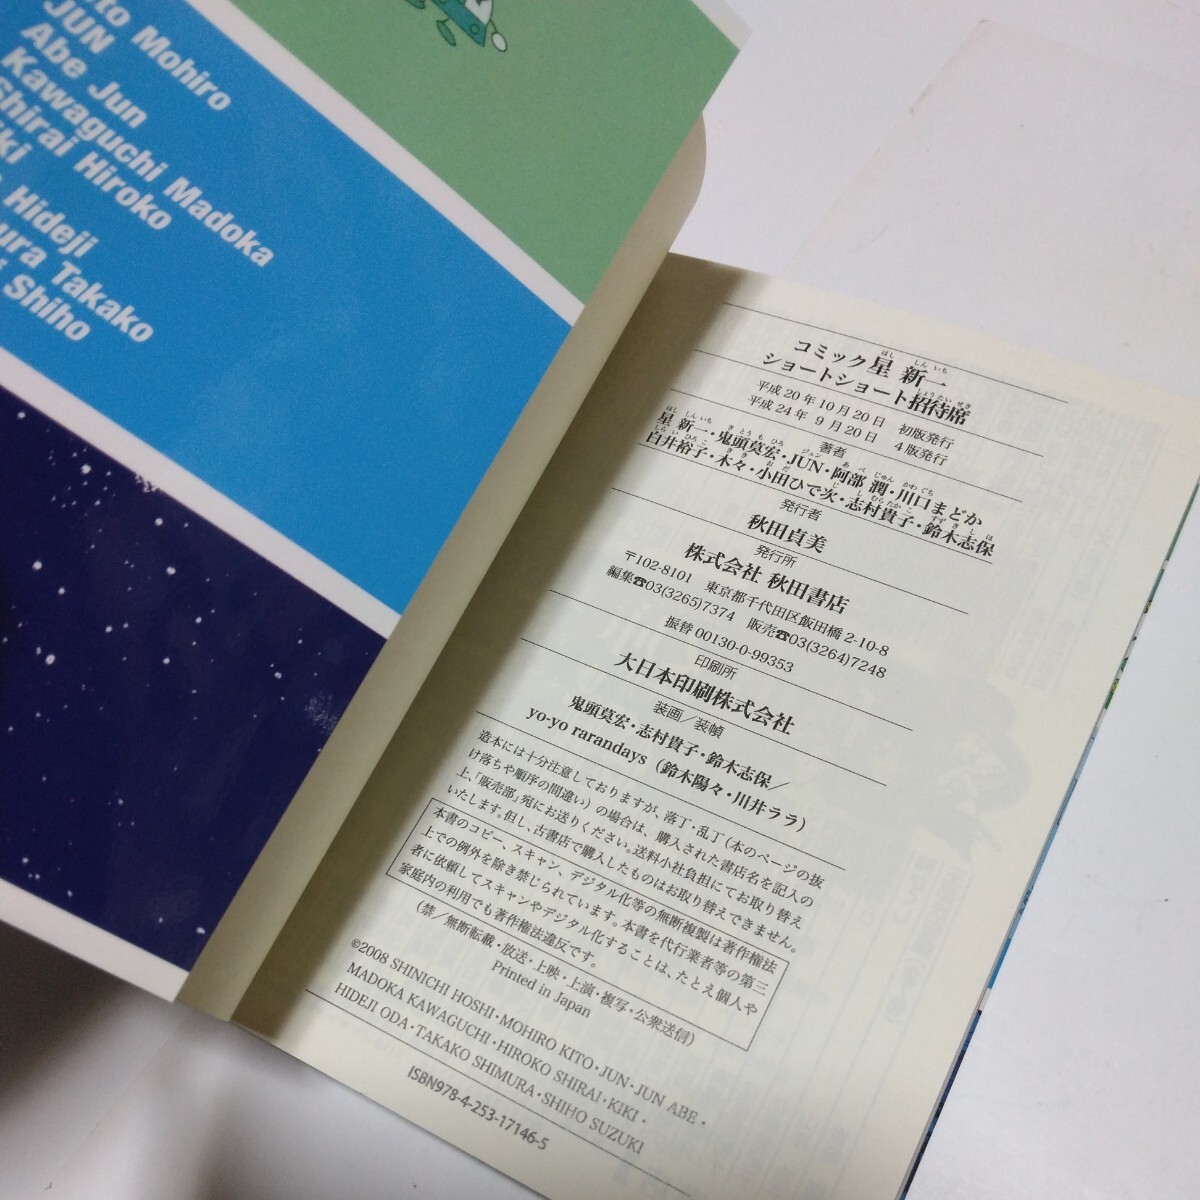 to Mohiro
JUN
Abe Jun
Kawaguchi Madoka
Shirai Hiroko
Hideji
ura Takako
Shiho
コミック星 新一
ほし しん いち
ショートショート招待席
しょうたい せき
平成20年10月20日 初版発行
平成24年 9月20日 4版発行
著者
星 新一・鬼頭莫宏・JUN・阿部 潤・川口まどか
白井裕子・木々・小田ひで次・志村貴子・鈴木志保
発行者
秋田貞美
発行所
株式会社 秋田書店
〒102-8101 東京都千代田区飯田橋2-10-8
編集☎03(3265)7374 販売☎03(3264)7248
振替 00130-0-99353
印刷所
大日本印刷株式会社
装画/装幀
鬼頭莫宏・志村貴子・鈴木志保/
yo-yo rarandays（鈴木陽々・川井ララ）
造本には十分注意しておりますが、落丁・乱丁（本のページの抜
け落ちや順序の間違い）の場合は、購入された書店名を記入の
上、「販売部」宛にお送りください。送料小社負担にてお取り替え
いたします。但し、古書店で購入したものはお取り替えできません。
本書のコピー、スキャン、デジタル化等の無断複製は著作権法
上での例外を除き禁じられています。本書を代行業者等の第三
者に依頼してスキャンやデジタル化することは、たとえ個人や
家庭内の利用でも著作権法違反です。
（禁/無断転載・放送・上映・上演・複写・公衆送信）
Printed in Japan
©2008 SHINICHI HOSHI・MOHIRO KITO・JUN・JUN ABE・
MADOKA KAWAGUCHI・HIROKO SHIRAI・KiKi・
HIDEJI ODA・TAKAKO SHIMURA・SHIHO SUZUKI
ISBN978-4-253-17146-5